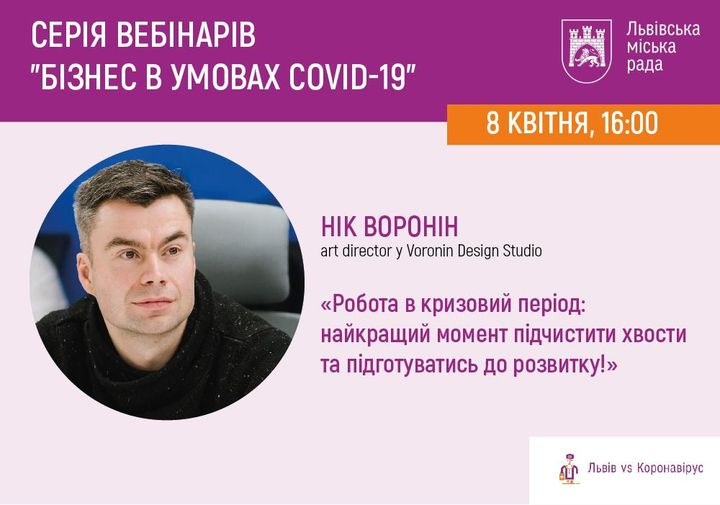 СЕРІЯ ВЕБІНАРІВ
"БІЗНЕС В УМОВАХ COVID-19"
Львівська
міська
рада
8 КВІТНЯ, 16:00
НІК ВОРОНІН
art director у Voronin Design Studio
«Робота в кризовий період:
найкращий момент підчистити хвости
та підготуватись до розвитку!»
Львів vs Коронавірус